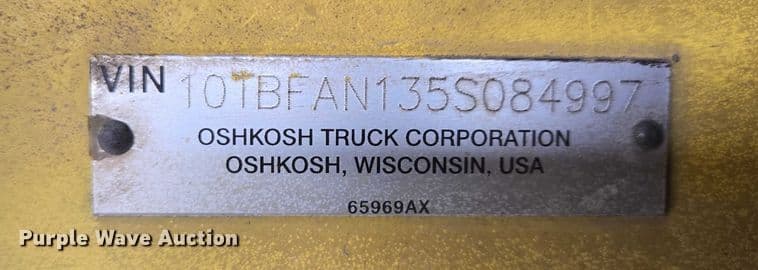 VIN 10TBFAN135S084997
OSHKOSH TRUCK CORPORATION
OSHKOSH, WISCONSIN, USA
65969AX
Purple Wave Auction